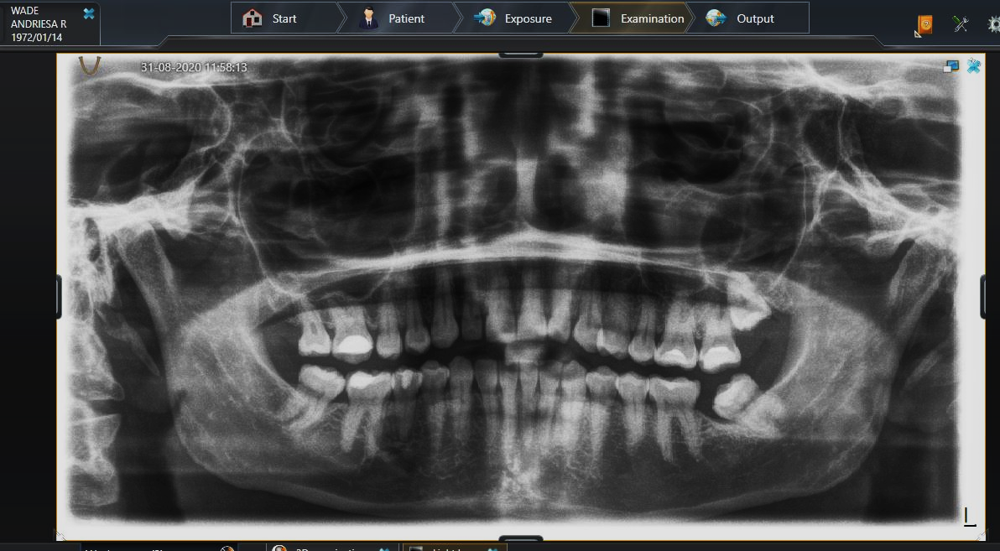 WADE
ANDRIESA R
1972/01/14
Start
Patient
Exposure
Examination
Output
31-08-2020 11:58:13
L